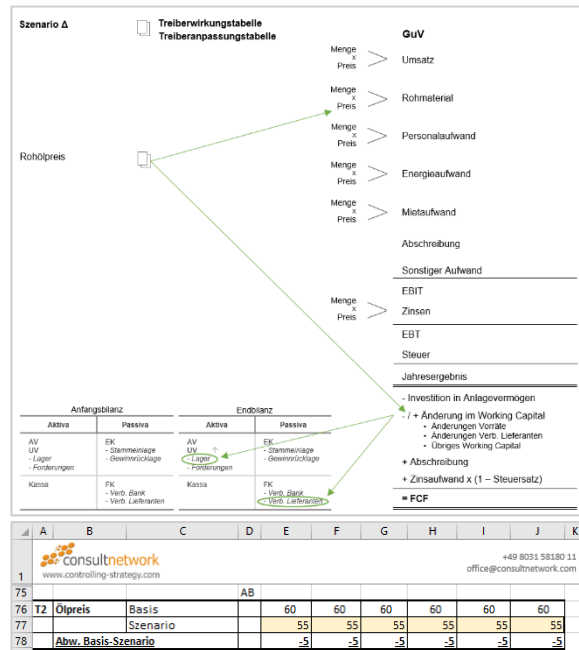 Szenario Δ
Treiberwirkungstabelle
Treiberanpassungstabelle
GuV
Menge
x
Preis
Umsatz
Menge
x
Preis
Rohmaterial
Menge
x
Preis
Personalaufwand
Rohölpreis
Menge
x
Preis
Energieaufwand
Menge
x
Preis
Mietaufwand
Abschreibung
Sonstiger Aufwand
EBIT
Menge
x
Preis
Zinsen
EBT
Steuer
Jahresergebnis
- Investition in Anlagevermögen
- / + Änderung im Working Capital
• Änderungen Vorräte
• Änderungen Verb. Lieferanten
• Übriges Working Capital
+ Abschreibung
+ Zinsaufwand x (1 – Steuersatz)
= FCF
Anfangsbilanz
Aktiva Passiva
AV EK
UV - Stammeinlage
- Lager - Gewinnrücklage
- Forderungen
Kassa FK
- Verb. Bank
- Verb. Lieferanten
Endbilanz
Aktiva Passiva
AV EK
UV - Stammeinlage
- Lager - Gewinnrücklage
- Forderungen
Kassa FK
- Verb. Bank
- Verb. Lieferanten
A B C D E F G H I J K
1 consultnetwork +49 8031 58180 11
www.controlling-strategy.com office@consultnetwork.com
75 AB
76 T2 Ölpreis Basis 60 60 60 60 60 60
77 Szenario 55 55 55 55 55 55
78 Abw. Basis-Szenario -5 -5 -5 -5 -5 -5